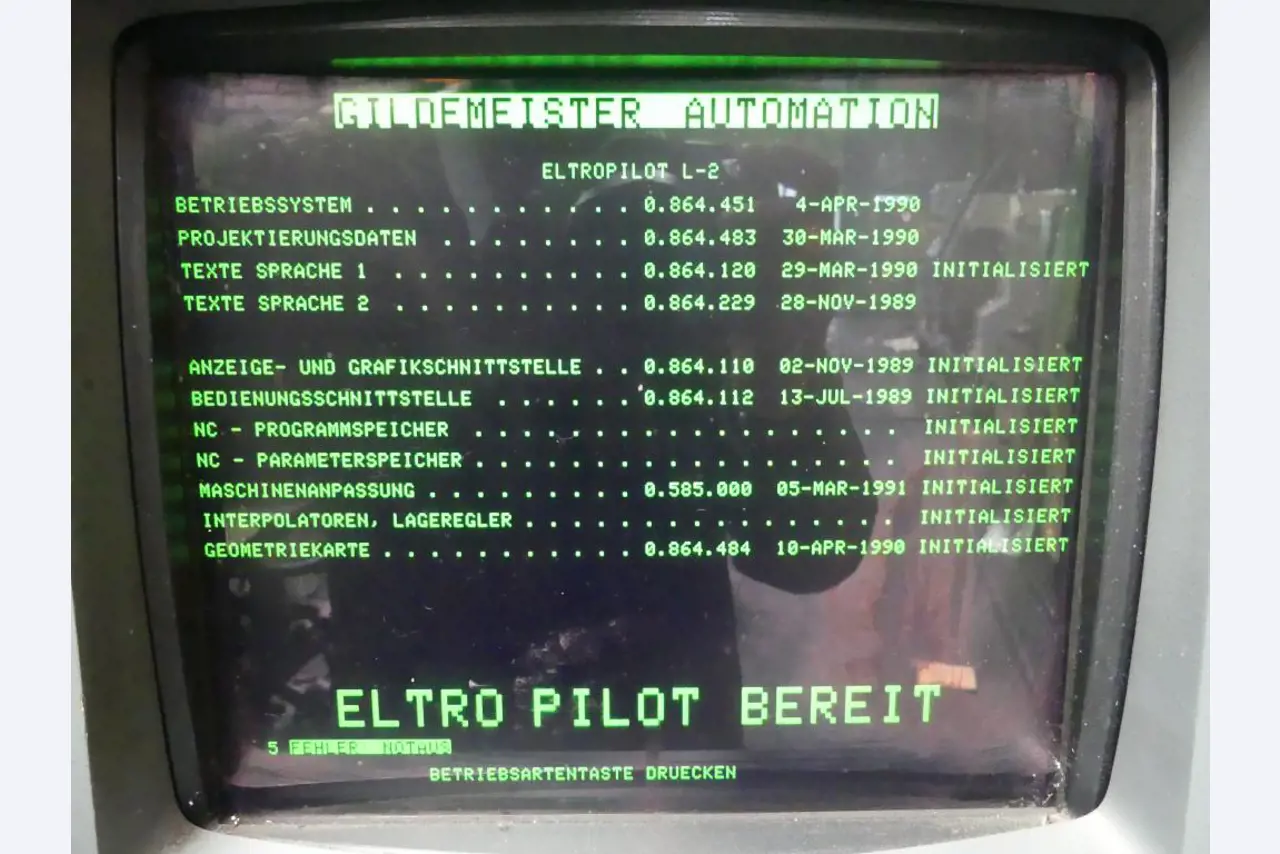 GILDEMEISTER AUTOMATION
ELTROPILOT L-2
BETRIEBSSYSTEM . . . . . . . . . . . 0.864.451 4-APR-1990
PROJEKTIERUNGSDATEN . . . . . . . . 0.864.483 30-MAR-1990
TEXTE SPRACHE 1 . . . . . . . . . . 0.864.120 29-MAR-1990 INITIALISIERT
TEXTE SPRACHE 2 . . . . . . . . . . 0.864.229 28-NOV-1989
ANZEIGE- UND GRAFIKSCHNITTSTELLE . . 0.864.110 02-NOV-1989 INITIALISIERT
BEDIENUNGSSCHNITTSTELLE . . . . . . 0.864.112 13-JUL-1989 INITIALISIERT
NC - PROGRAMMSPEICHER . . . . . . . . . . . . . . . . . . INITIALISIERT
NC - PARAMETERSPEICHER . . . . . . . . . . . . . . . . . . INITIALISIERT
MASCHINENANPASSUNG . . . . . . . . . 0.585.000 05-MAR-1991 INITIALISIERT
INTERPOLATOREN, LAGEREGLER . . . . . . . . . . . . . . . . INITIALISIERT
GEOMETRIEKARTE . . . . . . . . . . . 0.864.484 10-APR-1990 INITIALISIERT
ELTRO PILOT BEREIT
5 FEHLER NOTAUS
BETRIEBSARTENTASTE DRUECKEN